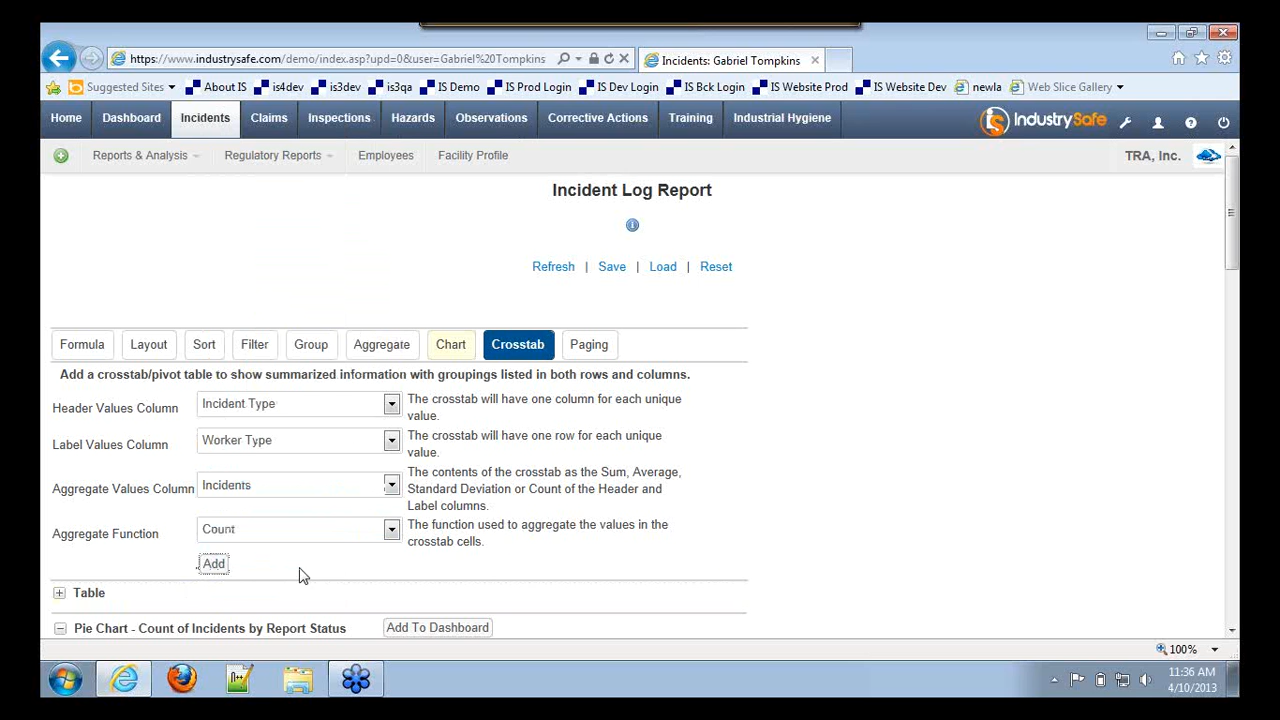 https://www.industrysafe.com/demo/index.asp?upd=0&user=Gabriel%20Tompkins
Incidents: Gabriel Tompkins
Suggested Sites
About IS
is4dev
is3dev
is3qa
IS Demo
IS Prod Login
IS Dev Login
IS Bck Login
IS Website Prod
IS Website Dev
newla
Web Slice Gallery
Home
Dashboard
Incidents
Claims
Inspections
Hazards
Observations
Corrective Actions
Training
Industrial Hygiene
IndustrySafe
Reports & Analysis
Regulatory Reports
Employees
Facility Profile
TRA, Inc.
Incident Log Report
Refresh | Save | Load | Reset
Formula
Layout
Sort
Filter
Group
Aggregate
Chart
Crosstab
Paging
Add a crosstab/pivot table to show summarized information with groupings listed in both rows and columns.
Header Values Column
Incident Type
The crosstab will have one column for each unique
value.
Label Values Column
Worker Type
The crosstab will have one row for each unique
value.
Aggregate Values Column
Incidents
The contents of the crosstab as the Sum, Average,
Standard Deviation or Count of the Header and
Label columns.
Aggregate Function
Count
The function used to aggregate the values in the
crosstab cells.
Add
Table
Pie Chart - Count of Incidents by Report Status
Add To Dashboard
100%
11:36 AM
4/10/2013